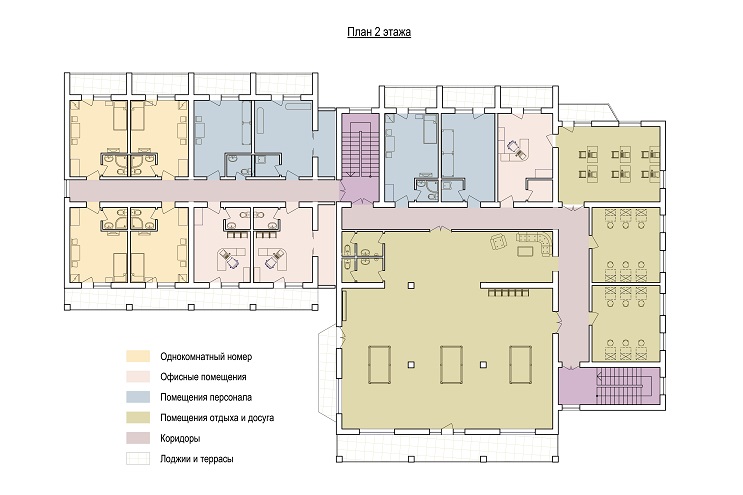 План 2 этажа
Однокомнатный номер
Офисные помещения
Помещения персонала
Помещения отдыха и досуга
Коридоры
Лоджии и террасы